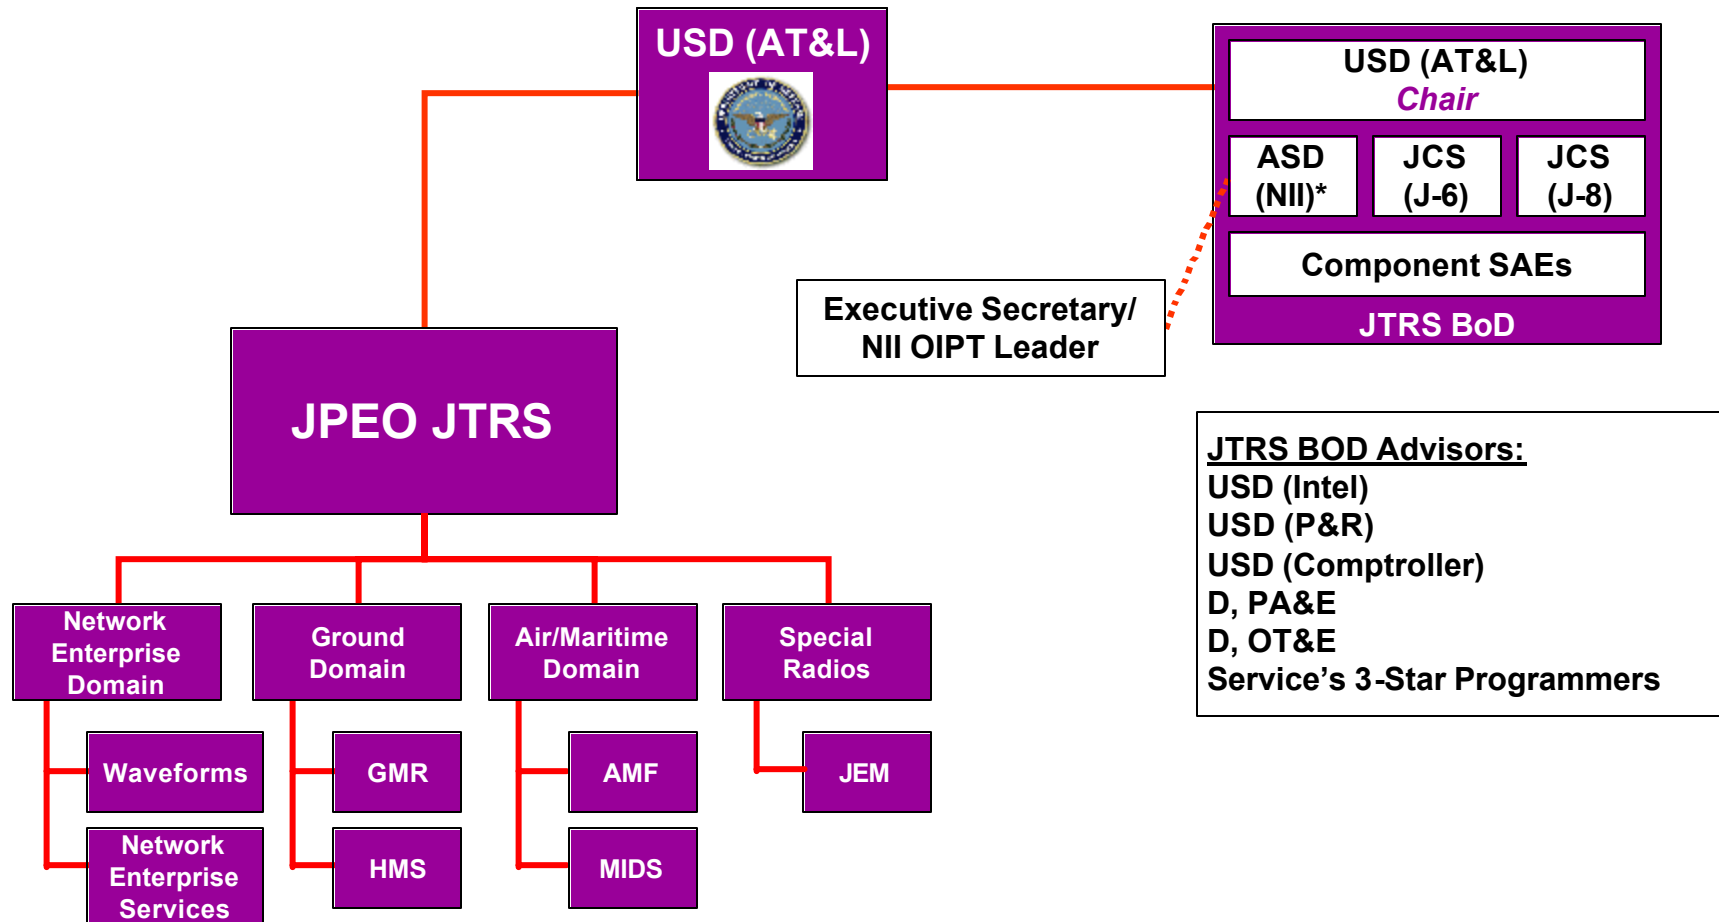 USD (AT&L)
USD (AT&L)
Chair
ASD
(NII)*
JCS
(J-6)
JCS
(J-8)
Component SAEs
JTRS BoD
Executive Secretary/
NII OIPT Leader
JPEO JTRS
JTRS BOD Advisors:
USD (Intel)
USD (P&R)
USD (Comptroller)
D, PA&E
D, OT&E
Service’s 3-Star Programmers
Network
Enterprise
Domain
Ground
Domain
Air/Maritime
Domain
Special
Radios
Waveforms
GMR
AMF
JEM
Network
Enterprise
Services
HMS
MIDS